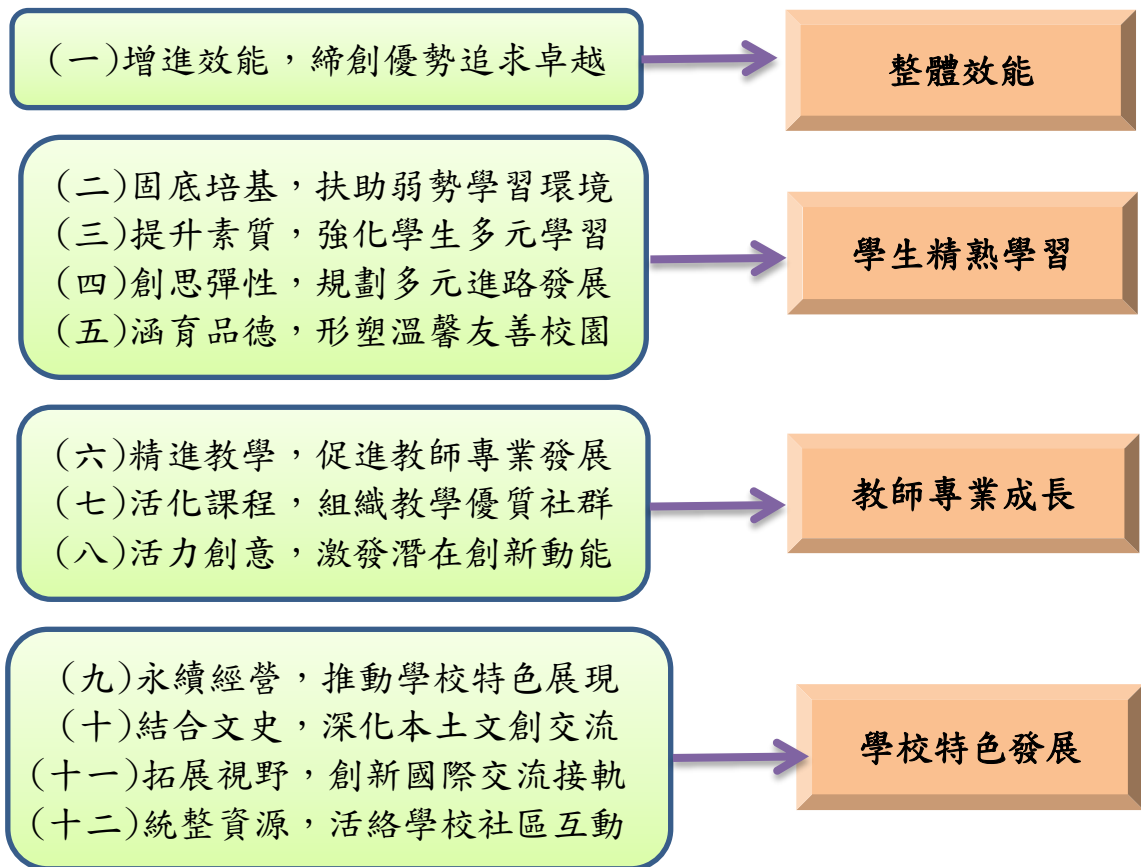 (一)增進效能，締創優勢追求卓越
整體效能
(二)固底培基，扶助弱勢學習環境
(三)提升素質，強化學生多元學習
(四)創思彈性，規劃多元進路發展
(五)涵育品德，形塑溫馨友善校園
學生精熟學習
(六)精進教學，促進教師專業發展
(七)活化課程，組織教學優質社群
(八)活力創意，激發潛在創新動能
教師專業成長
(九)永續經營，推動學校特色展現
(十)結合文史，深化本土文創交流
(十一)拓展視野，創新國際交流接軌
(十二)統整資源，活絡學校社區互動
學校特色發展